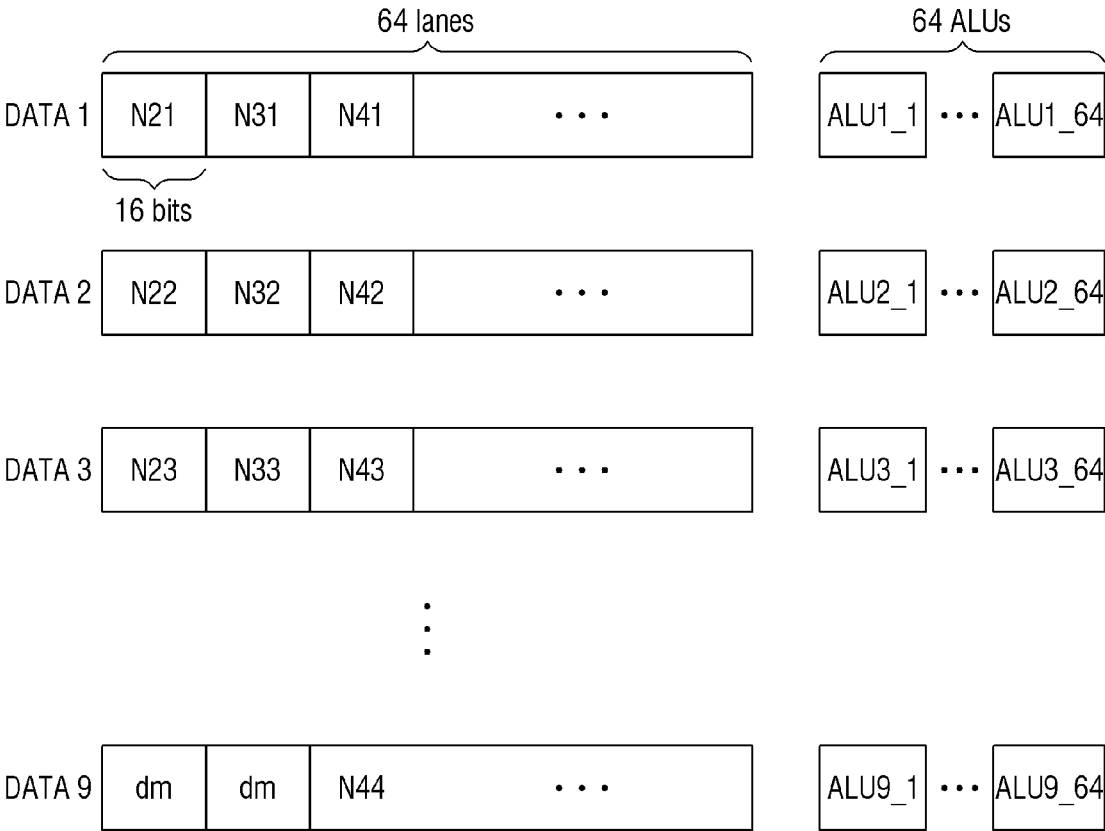 64 lanes 64 ALUs
DATA 1 N21 N31 N41 • • • ALU1_1 ••• ALU1_64
16 bits
DATA 2 N22 N32 N42 • • • ALU2_1 ••• ALU2_64
DATA 3 N23 N33 N43 • • • ALU3_1 ••• ALU3_64
DATA 9 dm dm N44 • • • ALU9_1 ••• ALU9_64